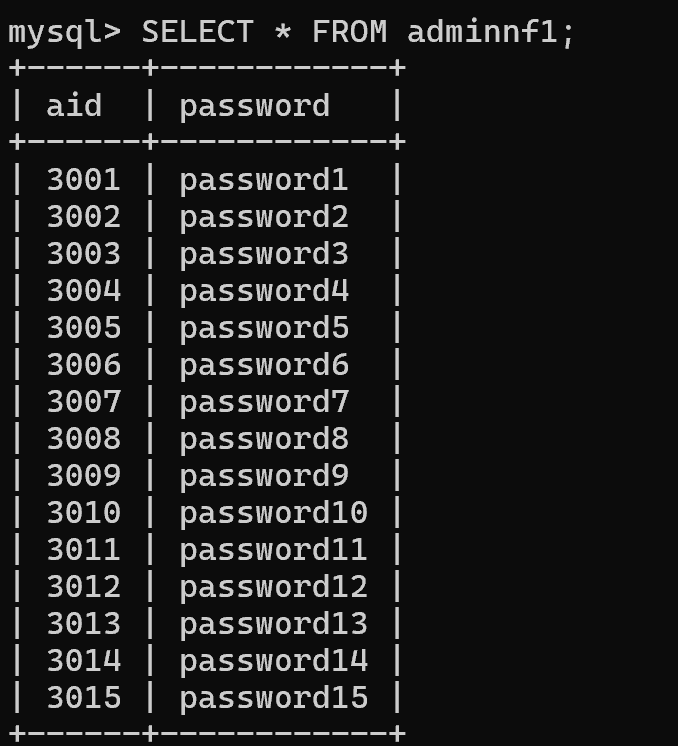 mysql> SELECT * FROM adminnf1;
+------+------------+
| aid  | password   |
+------+------------+
| 3001 | password1  |
| 3002 | password2  |
| 3003 | password3  |
| 3004 | password4  |
| 3005 | password5  |
| 3006 | password6  |
| 3007 | password7  |
| 3008 | password8  |
| 3009 | password9  |
| 3010 | password10 |
| 3011 | password11 |
| 3012 | password12 |
| 3013 | password13 |
| 3014 | password14 |
| 3015 | password15 |
+------+------------+